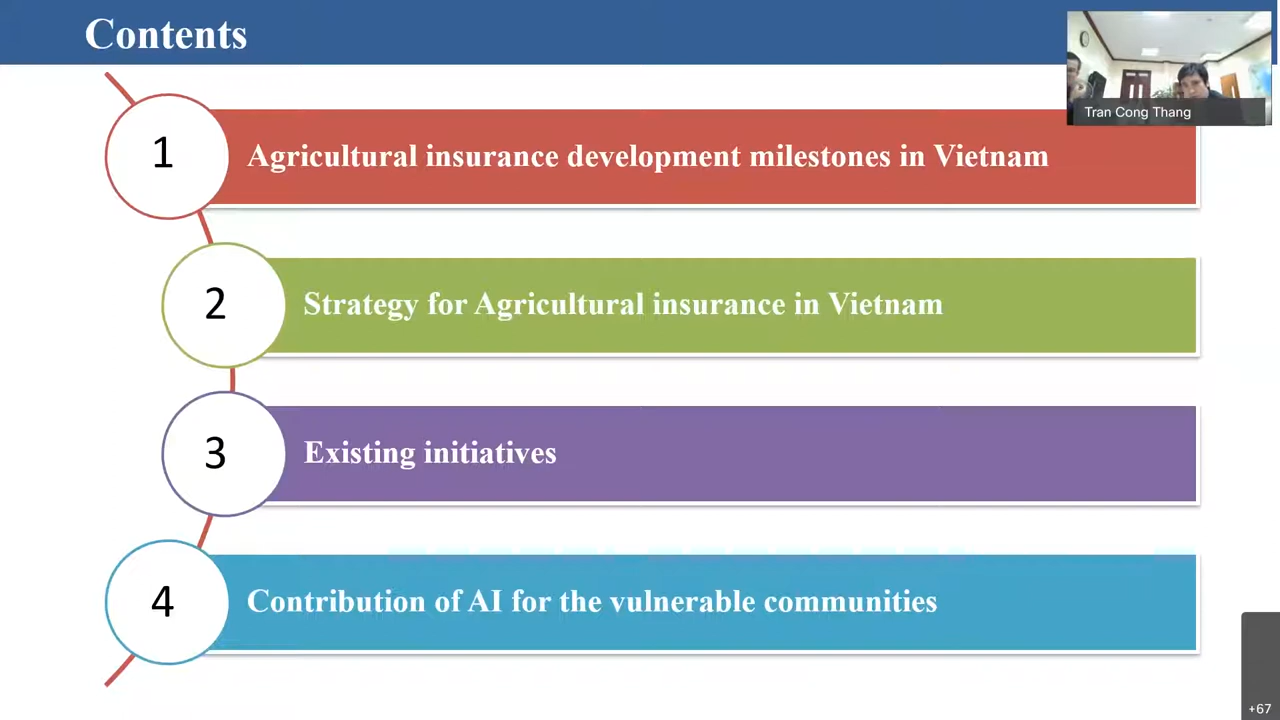 Contents
Tran Cong Thang
1
Agricultural insurance development milestones in Vietnam
2
Strategy for Agricultural insurance in Vietnam
3
Existing initiatives
4
Contribution of AI for the vulnerable communities
+67